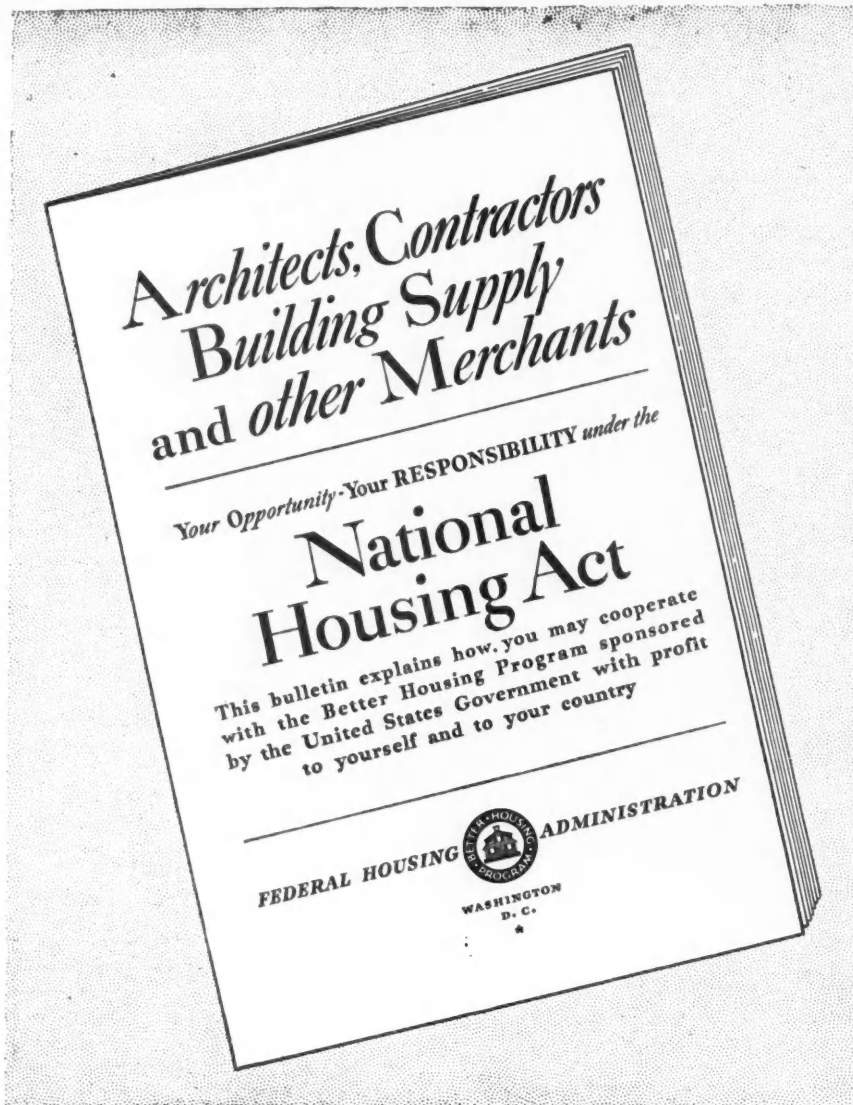 Architects, Contractors
Building Supply
and other Merchants
Your Opportunity-Your RESPONSIBILITY under the
National
Housing Act
This bulletin explains how. you may cooperate
with the Better Housing Program sponsored
by the United States Government with profit
to yourself and to your country
FEDERAL HOUSING
BETTER · HOUSING · PROGRAM
ADMINISTRATION
WASHINGTON
D. C.